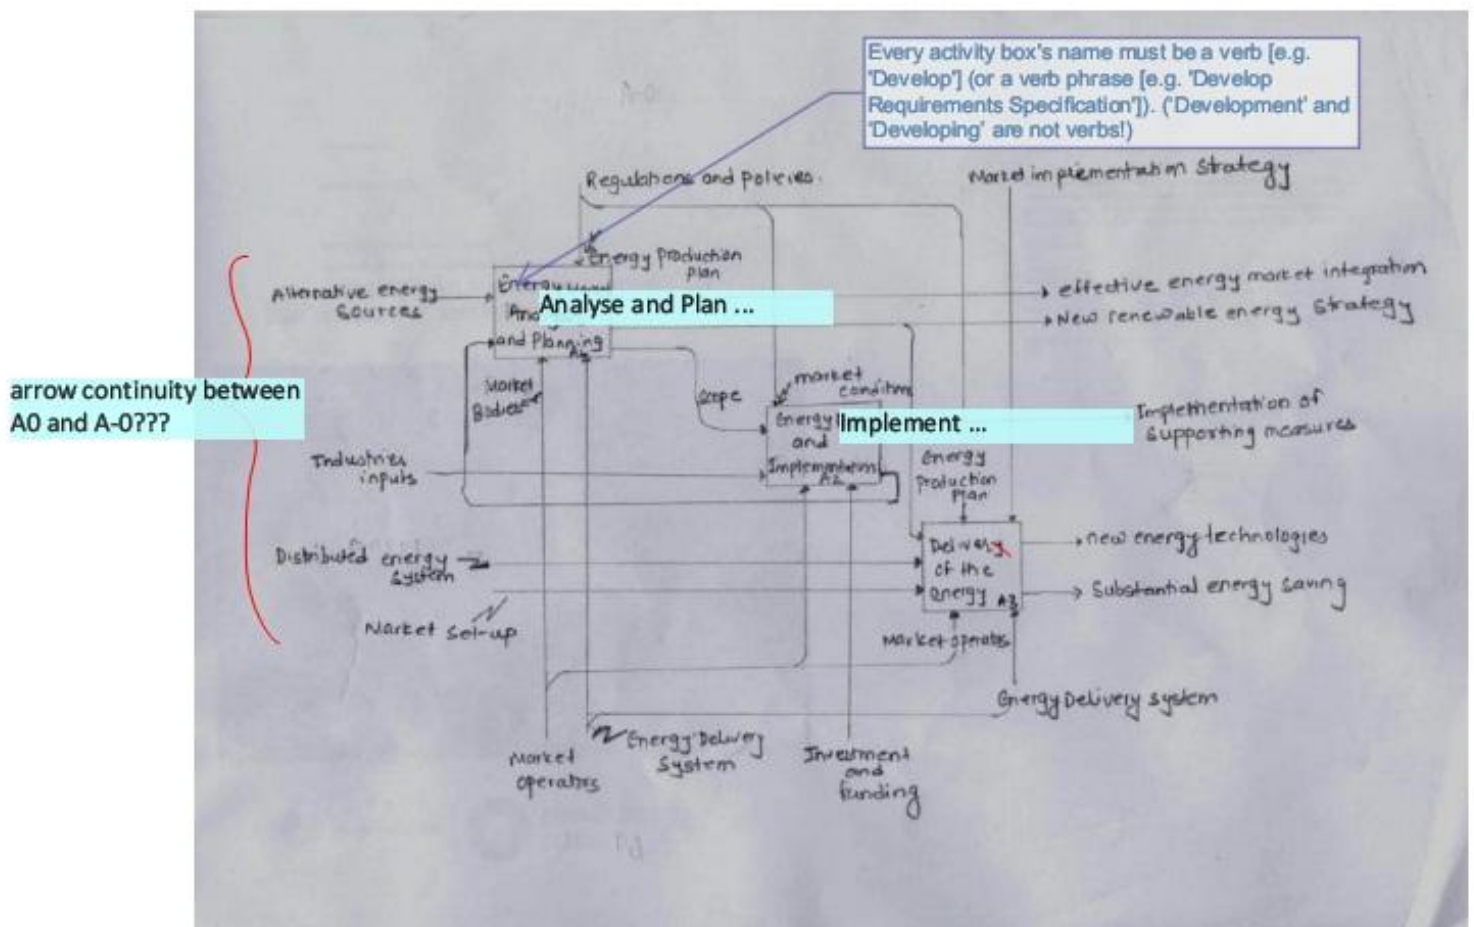 Every activity box's name must be a verb [e.g.
'Develop'] (or a verb phrase [e.g. 'Develop
Requirements Specification']). ('Development' and
'Developing' are not verbs!)
Regulations and policies.
Market implementation Strategy
Energy Production
plan
Alternative energy
Sources
Energy
and Planning
A1
Analyse and Plan ...
effective energy market integration
New renewable energy Strategy
arrow continuity between
A0 and A-0???
Market
Bodies
Scope
market
condition
Energy
and
Implementation
A2
Implement ...
Implementation of
Supporting measures
Industries
inputs
Energy
Production
Plan
Distributed energy
System
Delivery
of the
energy A3
new energy technologies
Substantial energy saving
Market Set-up
Market operators
Energy Delivery system
Market
operators
Energy Delivery
System
Investment
and
funding